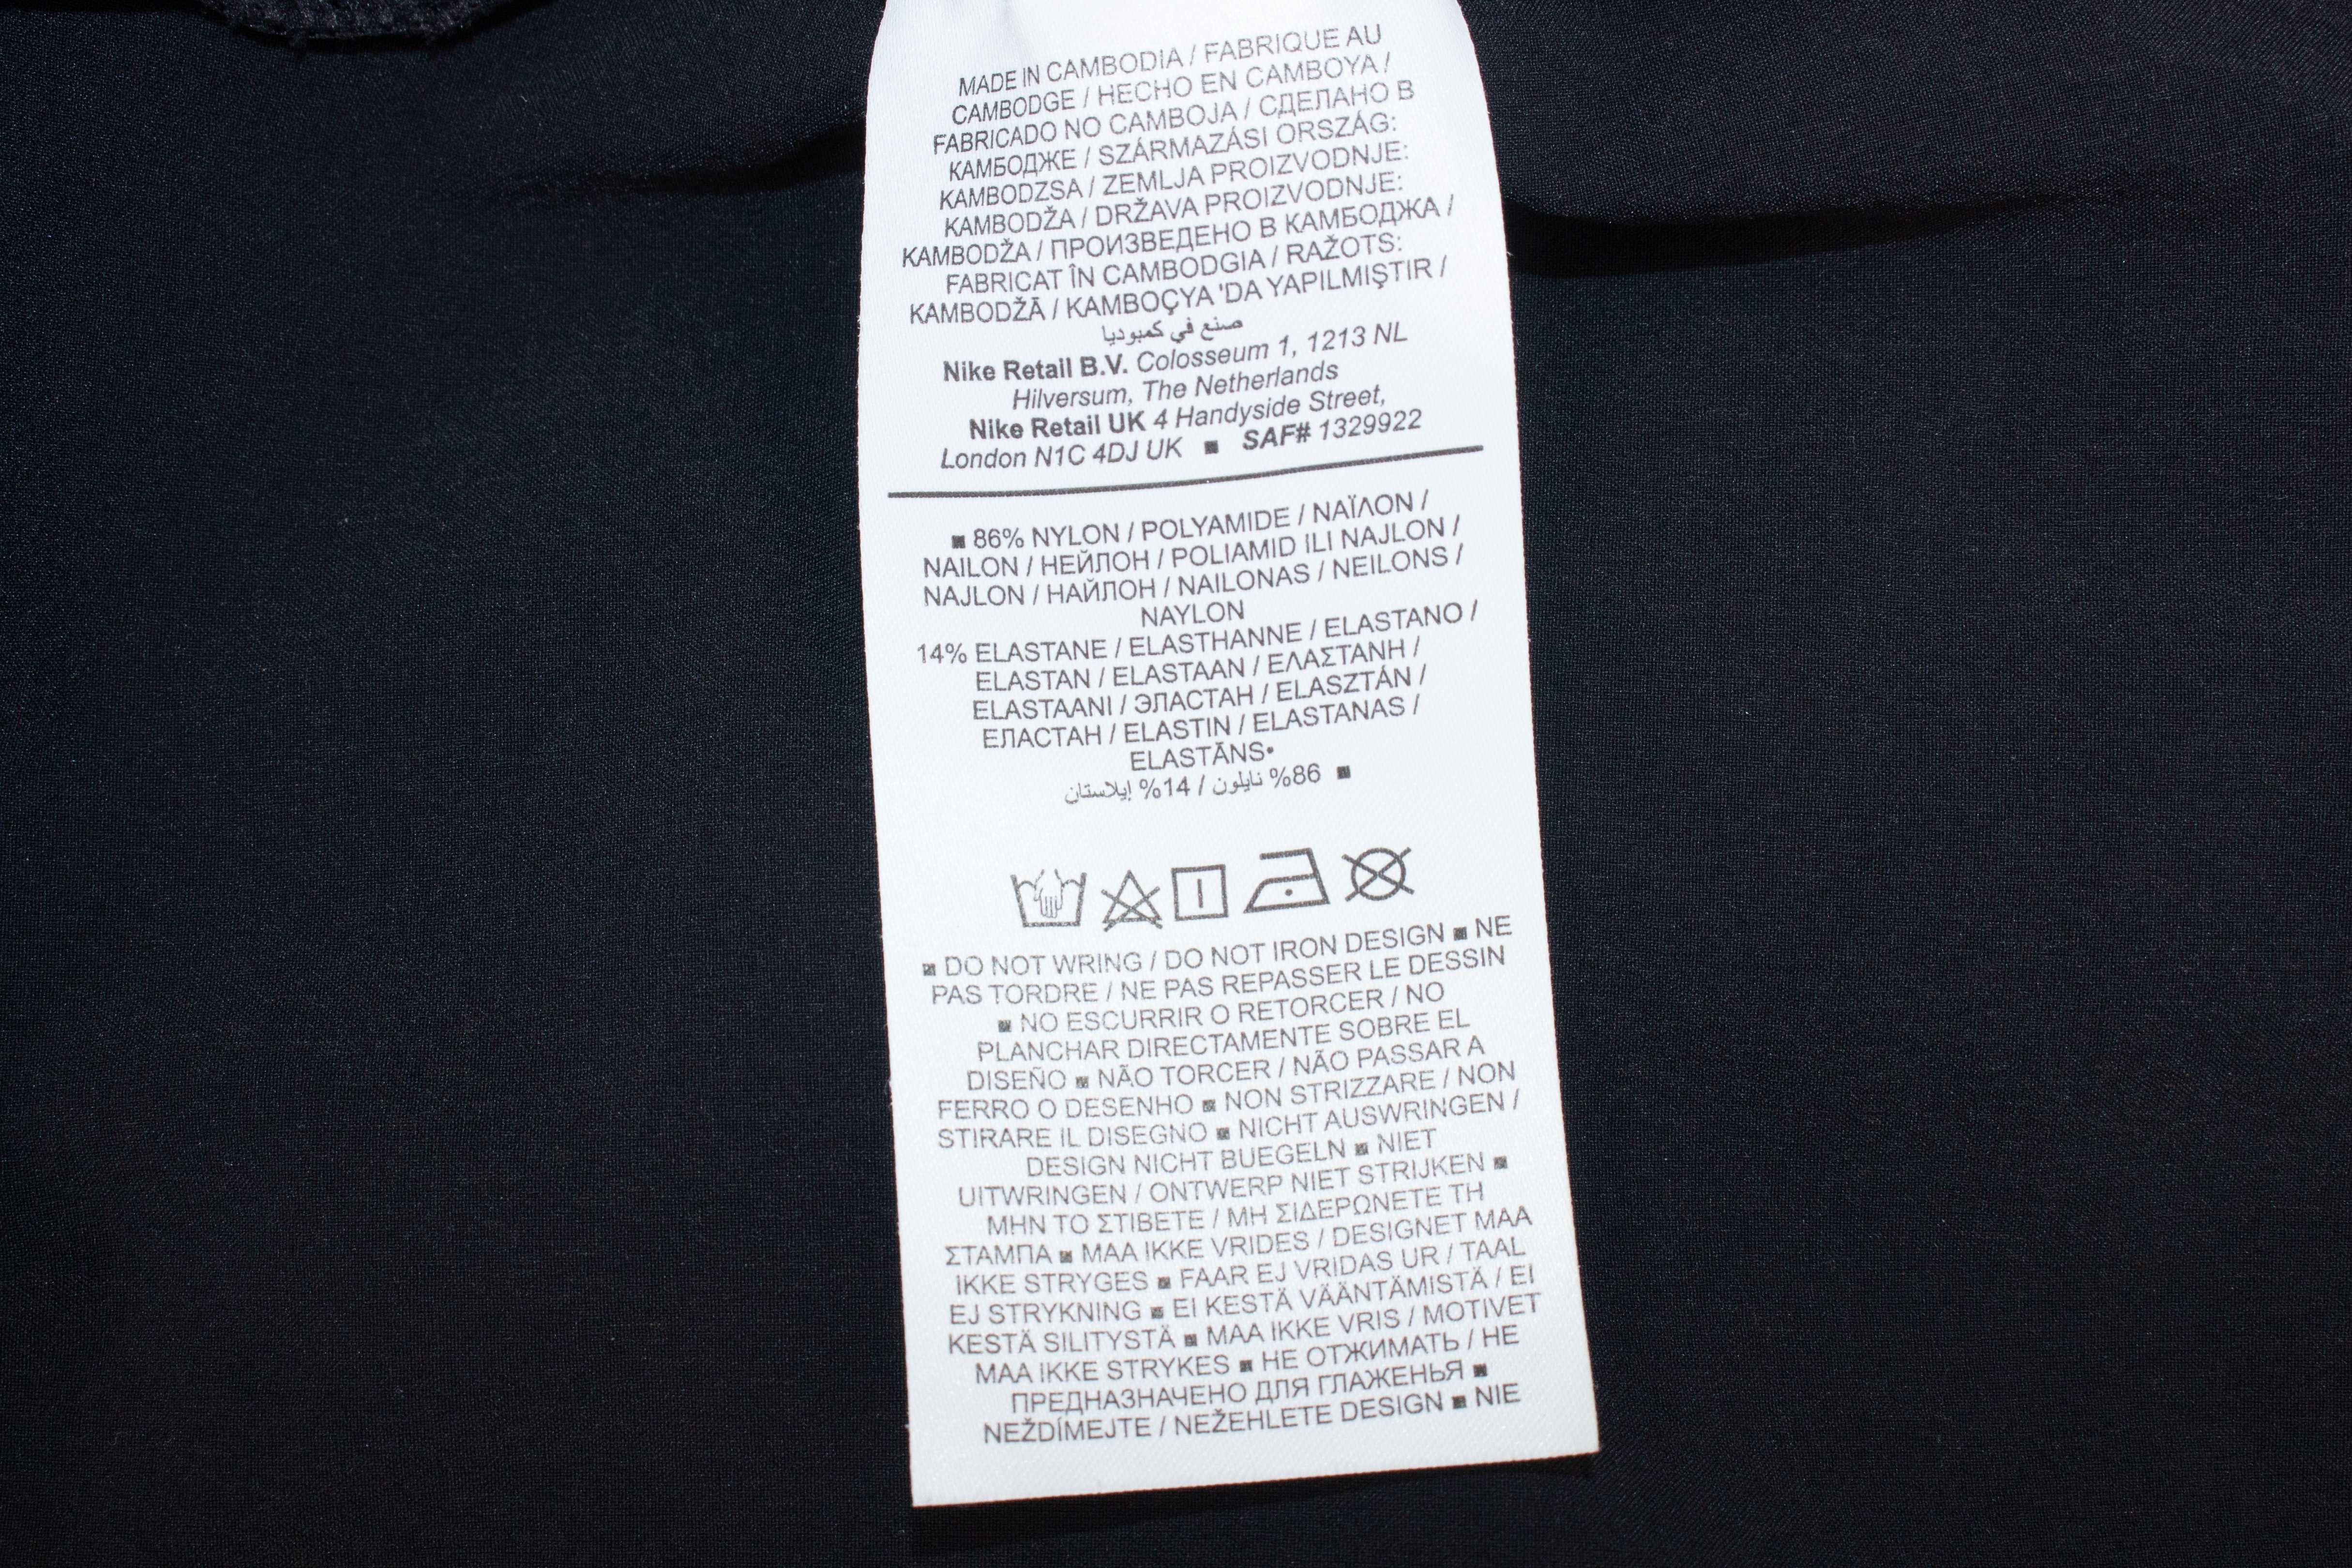 MADE IN CAMBODIA / FABRIQUE AU
CAMBODGE / HECHO EN CAMBOYA /
FABRICADO NO CAMBOJA / СДЕЛАНО В
КАМБОДЖЕ / SZÁRMAZÁSI ORSZÁG:
KAMBODZSA / ZEMLJA PROIZVODNJE:
KAMBODŽA / DRŽAVA PROIZVODNJE:
KAMBODŽA / ПРОИЗВЕДЕНО В КАМБОДЖА /
FABRICAT ÎN CAMBODGIA / RAŽOTS:
KAMBODŽĀ / KAMBOÇYA 'DA YAPILMIŞTIR /
صنع في كمبوديا
Nike Retail B.V. Colosseum 1, 1213 NL
Hilversum, The Netherlands
Nike Retail UK 4 Handyside Street,
London N1C 4DJ UK ■ SAF# 1329922
■ 86% NYLON / POLYAMIDE / ΝΑΪΛΟΝ /
NAILON / НЕЙЛОН / POLIAMID ILI NAJLON /
NAJLON / НАЙЛОН / NAILONAS / NEILONS /
NAYLON
14% ELASTANE / ELASTHANNE / ELASTANO /
ELASTAN / ELASTAAN / ΕΛΑΣΤΑΝΗ /
ELASTAANI / ЭЛАСТАН / ELASZTÁN /
ЕЛАСТАН / ELASTIN / ELASTANAS /
ELASTĀNS•
■ 86% نايلون / 14% إيلاستان
■ DO NOT WRING / DO NOT IRON DESIGN ■ NE
PAS TORDRE / NE PAS REPASSER LE DESSIN
■ NO ESCURRIR O RETORCER / NO
PLANCHAR DIRECTAMENTE SOBRE EL
DISEÑO ■ NÃO TORCER / NÃO PASSAR A
FERRO O DESENHO ■ NON STRIZZARE / NON
STIRARE IL DISEGNO ■ NICHT AUSWRINGEN /
DESIGN NICHT BUEGELN ■ NIET
UITWRINGEN / ONTWERP NIET STRIJKEN ■
ΜΗΝ ΤΟ ΣΤΙΒΕΤΕ / ΜΗ ΣΙΔΕΡΩΝΕΤΕ ΤΗ
ΣΤΑΜΠΑ ■ MAA IKKE VRIDES / DESIGNET MAA
IKKE STRYGES ■ FAAR EJ VRIDAS UR / TAAL
EJ STRYKNING ■ EI KESTÄ VÄÄNTÄMISTÄ / EI
KESTÄ SILITYSTÄ ■ MAA IKKE VRIS / MOTIVET
MAA IKKE STRYKES ■ НЕ ОТЖИМАТЬ / НЕ
ПРЕДНАЗНАЧЕНО ДЛЯ ГЛАЖЕНЬЯ ■
NEŽDÍMEJTE / NEŽEHLETE DESIGN ■ NIE